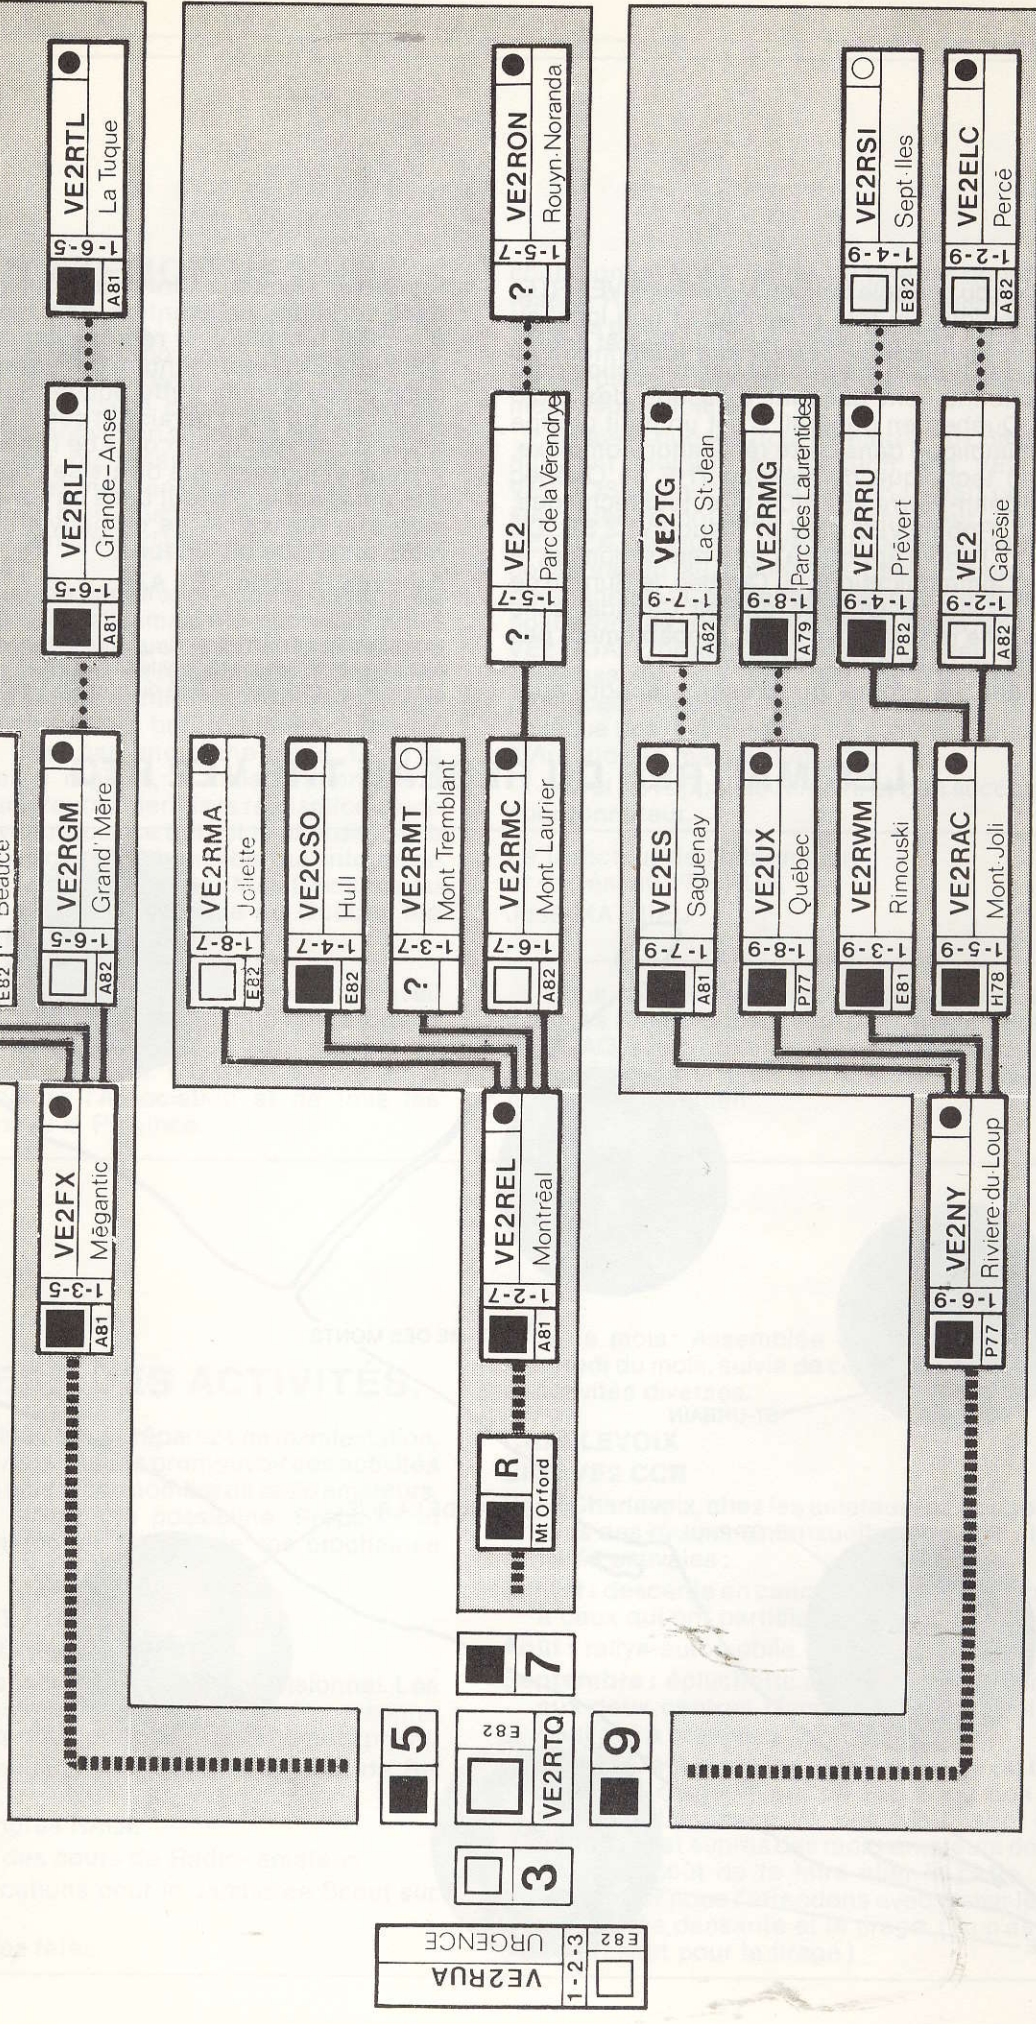 VE2RTL
La Tuque
1-6-5
A81
VE2RLT
Grande-Anse
1-6-5
A81
Beauce
E82
VE2RGM
Grand' Mère
1-6-5
A82
VE2FX
Mégantic
1-3-5
A81
VE2RON
Rouyn-Noranda
1-5-7
?
VE2
Parc de la Vérendrye
1-5-7
?
VE2RMA
Joliette
1-8-7
E82
VE2CSO
Hull
1-4-7
E82
VE2RMT
Mont Tremblant
1-3-7
?
VE2RMC
Mont Laurier
1-6-7
A82
VE2REL
Montréal
1-2-7
A81
R
Mt Orford
VE2RSI
Sept-Iles
1-4-9
E82
VE2ELC
Percé
1-2-9
A82
VE2TG
Lac St-Jean
1-7-9
A82
VE2RMG
Parc des Laurentides
1-8-9
A79
VE2RRU
Prévert
1-4-9
P82
VE2
Gapésie
1-2-9
A82
VE2ES
Saguenay
1-7-9
A81
VE2UX
Québec
1-8-9
P77
VE2RWM
Rimouski
1-3-9
E81
VE2RAC
Mont-Joli
1-5-9
H78
VE2NY
Riviere-du-Loup
1-6-9
P77
5
7
9
3
E82
VE2RTQ
VE2RUA
URGENCE
1-2-3
E82